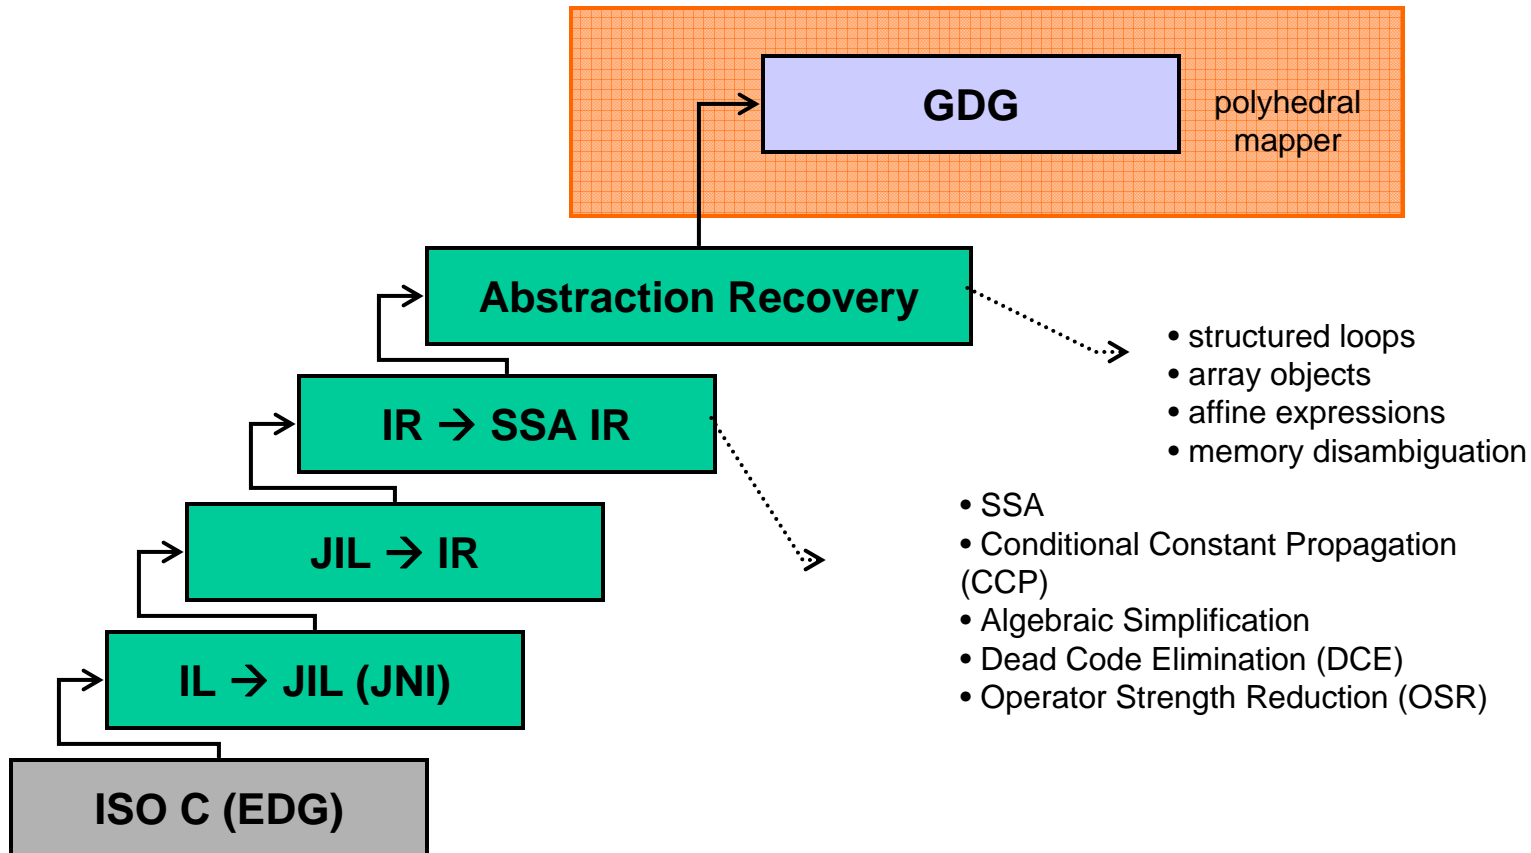 GDG
polyhedral
mapper
Abstraction Recovery
• structured loops
• array objects
• affine expressions
• memory disambiguation
IR → SSA IR
• SSA
• Conditional Constant Propagation
(CCP)
• Algebraic Simplification
• Dead Code Elimination (DCE)
• Operator Strength Reduction (OSR)
JIL → IR
IL → JIL (JNI)
ISO C (EDG)